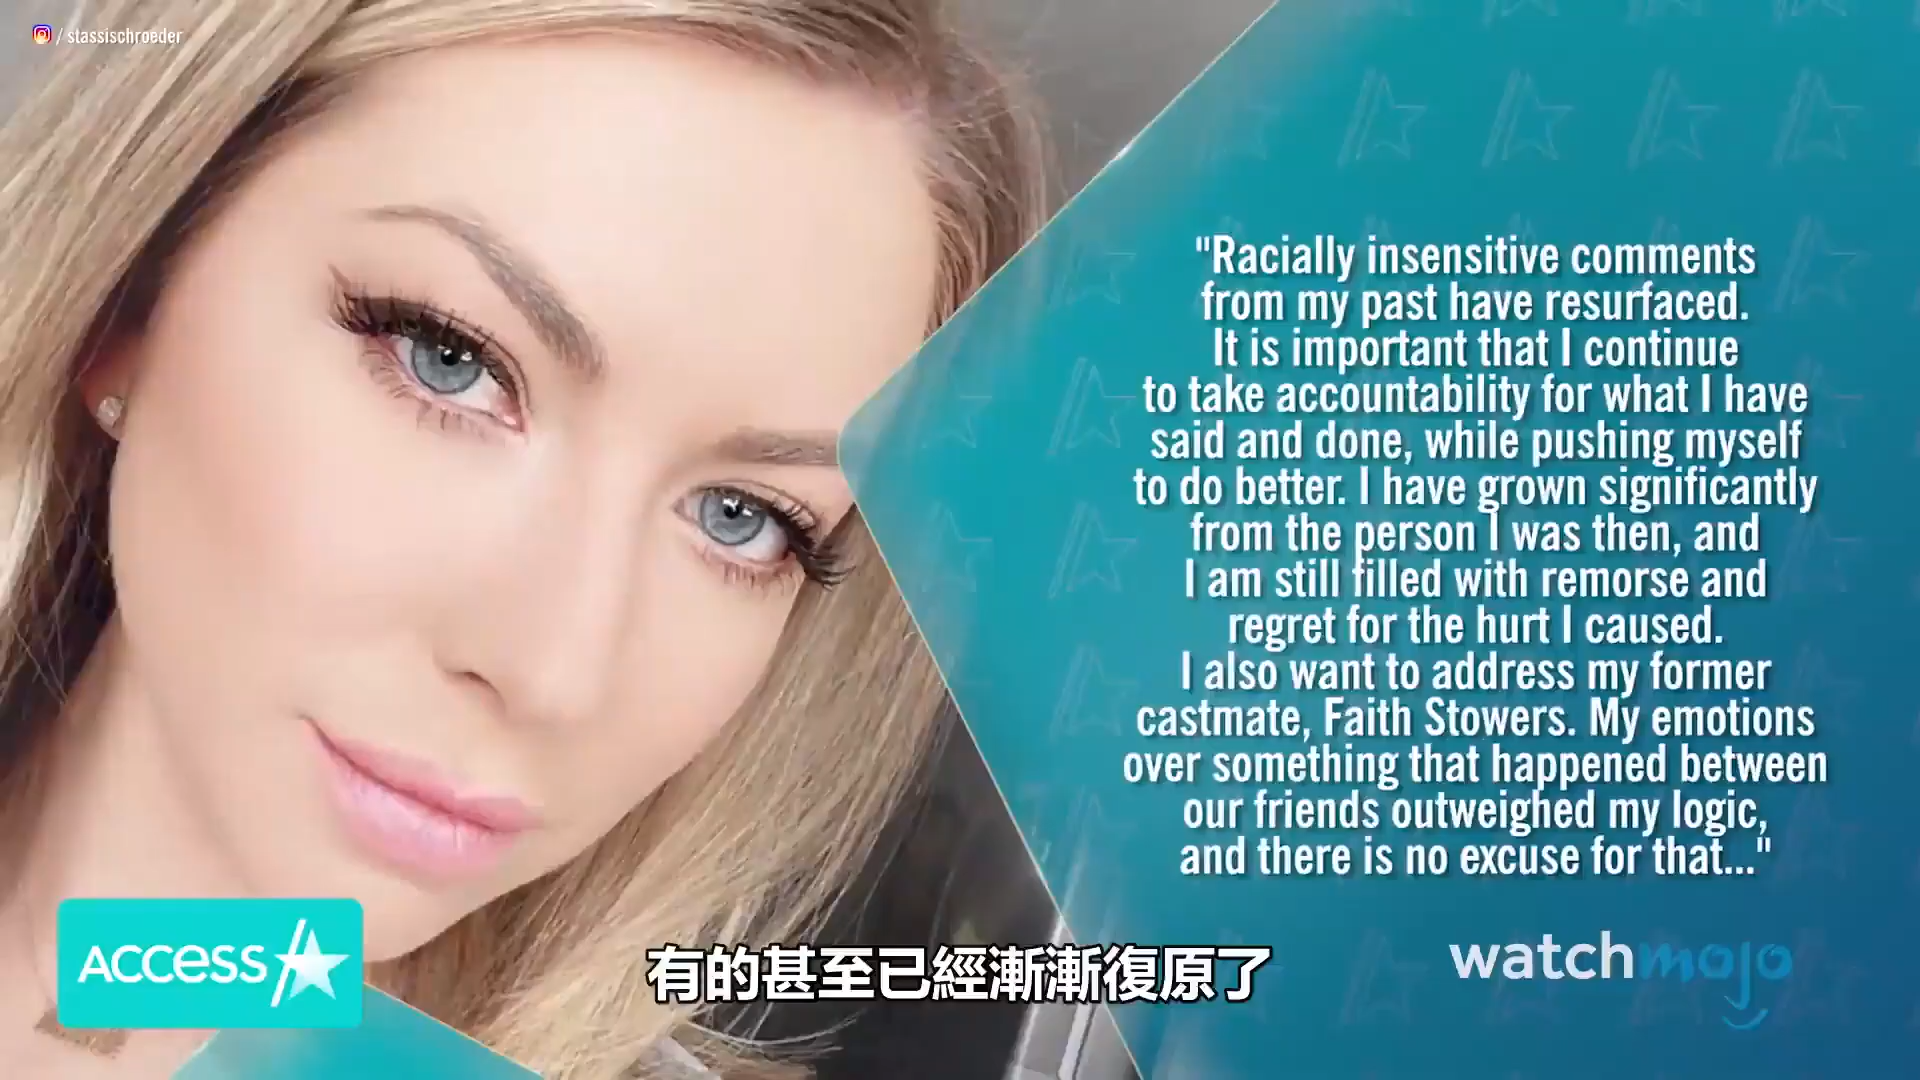 / stassischroeder
"Racially insensitive comments
from my past have resurfaced.
It is important that I continue
to take accountability for what I have
said and done, while pushing myself
to do better. I have grown significantly
from the person I was then, and
I am still filled with remorse and
regret for the hurt I caused.
I also want to address my former
castmate, Faith Stowers. My emotions
over something that happened between
our friends outweighed my logic,
and there is no excuse for that..."
ACCESS
有的甚至已經漸漸復原了
watchmojo